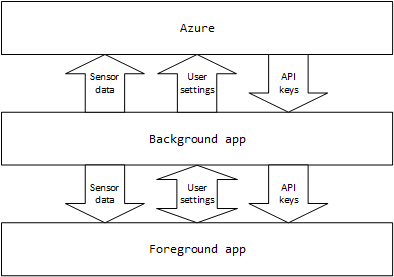 Azure
Sensor
data
User
settings
API
keys
Background app
Sensor
data
User
settings
API
keys
Foreground app